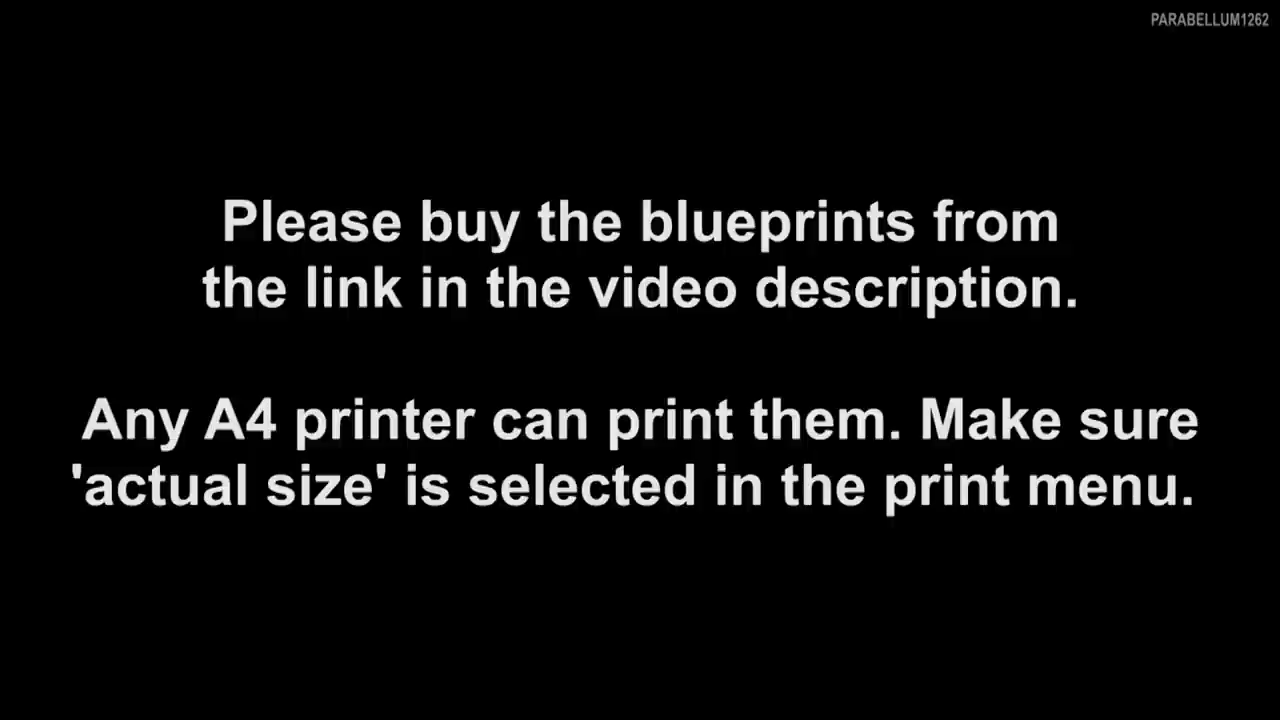 PARABELLUM1262
Please buy the blueprints from
the link in the video description.
Any A4 printer can print them. Make sure
'actual size' is selected in the print menu.